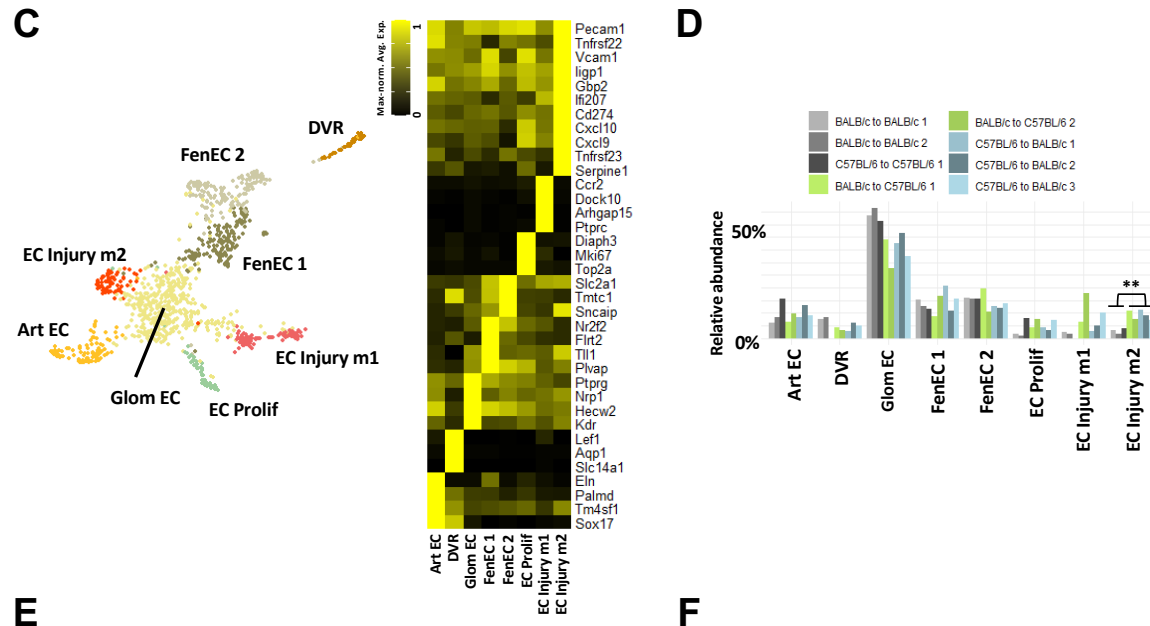 C
DVR
FenEC 2
FenEC 1
EC Injury m2
Art EC
Glom EC
EC Prolif
EC Injury m1
Max-norm. Avg. Exp.
1
0
Pecam1
Tnfrsf22
Vcam1
Iigp1
Gbp2
Ifi207
Cd274
Cxcl10
Cxcl9
Tnfrsf23
Serpine1
Ccr2
Dock10
Arhgap15
Ptprc
Diaph3
Mki67
Top2a
Slc2a1
Tmtc1
Sncaip
Nr2f2
Flrt2
Tll1
Plvap
Ptprg
Nrp1
Hecw2
Kdr
Lef1
Aqp1
Slc14a1
Eln
Palmd
Tm4sf1
Sox17
Art EC
DVR
Glom EC
FenEC 1
FenEC 2
EC Prolif
EC Injury m1
EC Injury m2
D
BALB/c to BALB/c 1
BALB/c to BALB/c 2
C57BL/6 to C57BL/6 1
BALB/c to C57BL/6 1
BALB/c to C57BL/6 2
C57BL/6 to BALB/c 1
C57BL/6 to BALB/c 2
C57BL/6 to BALB/c 3
Relative abundance
50%
0%
**
Art EC
DVR
Glom EC
FenEC 1
FenEC 2
EC Prolif
EC Injury m1
EC Injury m2
E
F